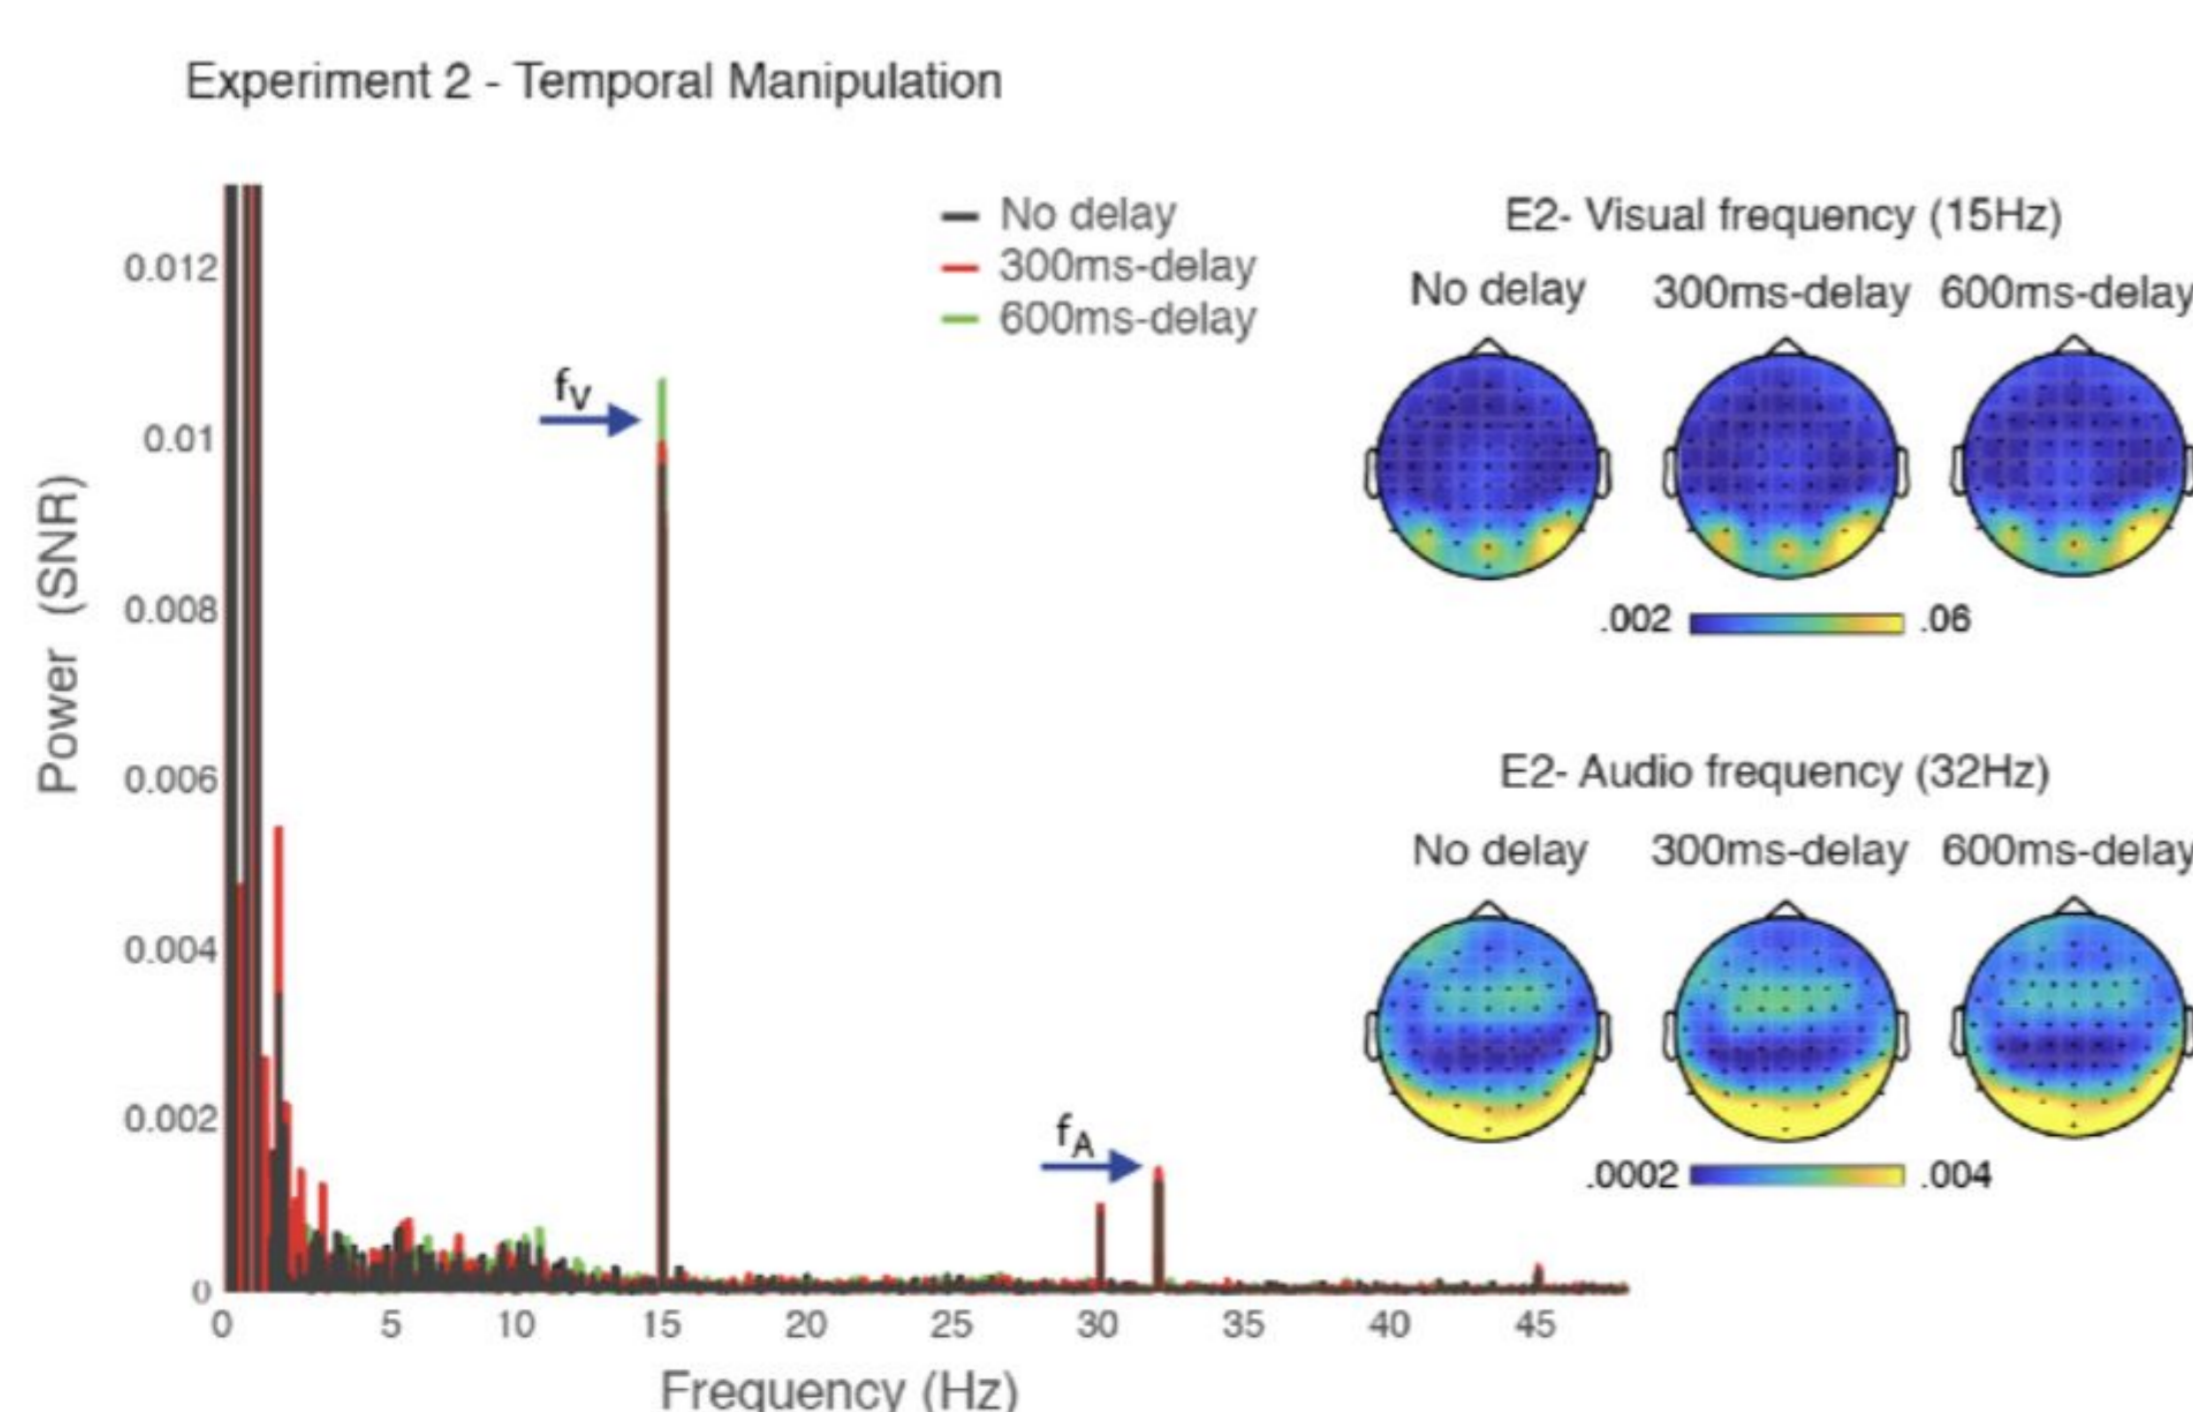 Experiment 2 - Temporal Manipulation
Power (SNR)
0.012
0.01
0.008
0.006
0.004
0.002
0
0 5 10 15 20 25 30 35 40 45
Frequency (Hz)
No delay
300ms-delay
600ms-delay
fV
fA
E2- Visual frequency (15Hz)
No delay 300ms-delay 600ms-delay
.002 .06
E2- Audio frequency (32Hz)
No delay 300ms-delay 600ms-delay
.0002 .004